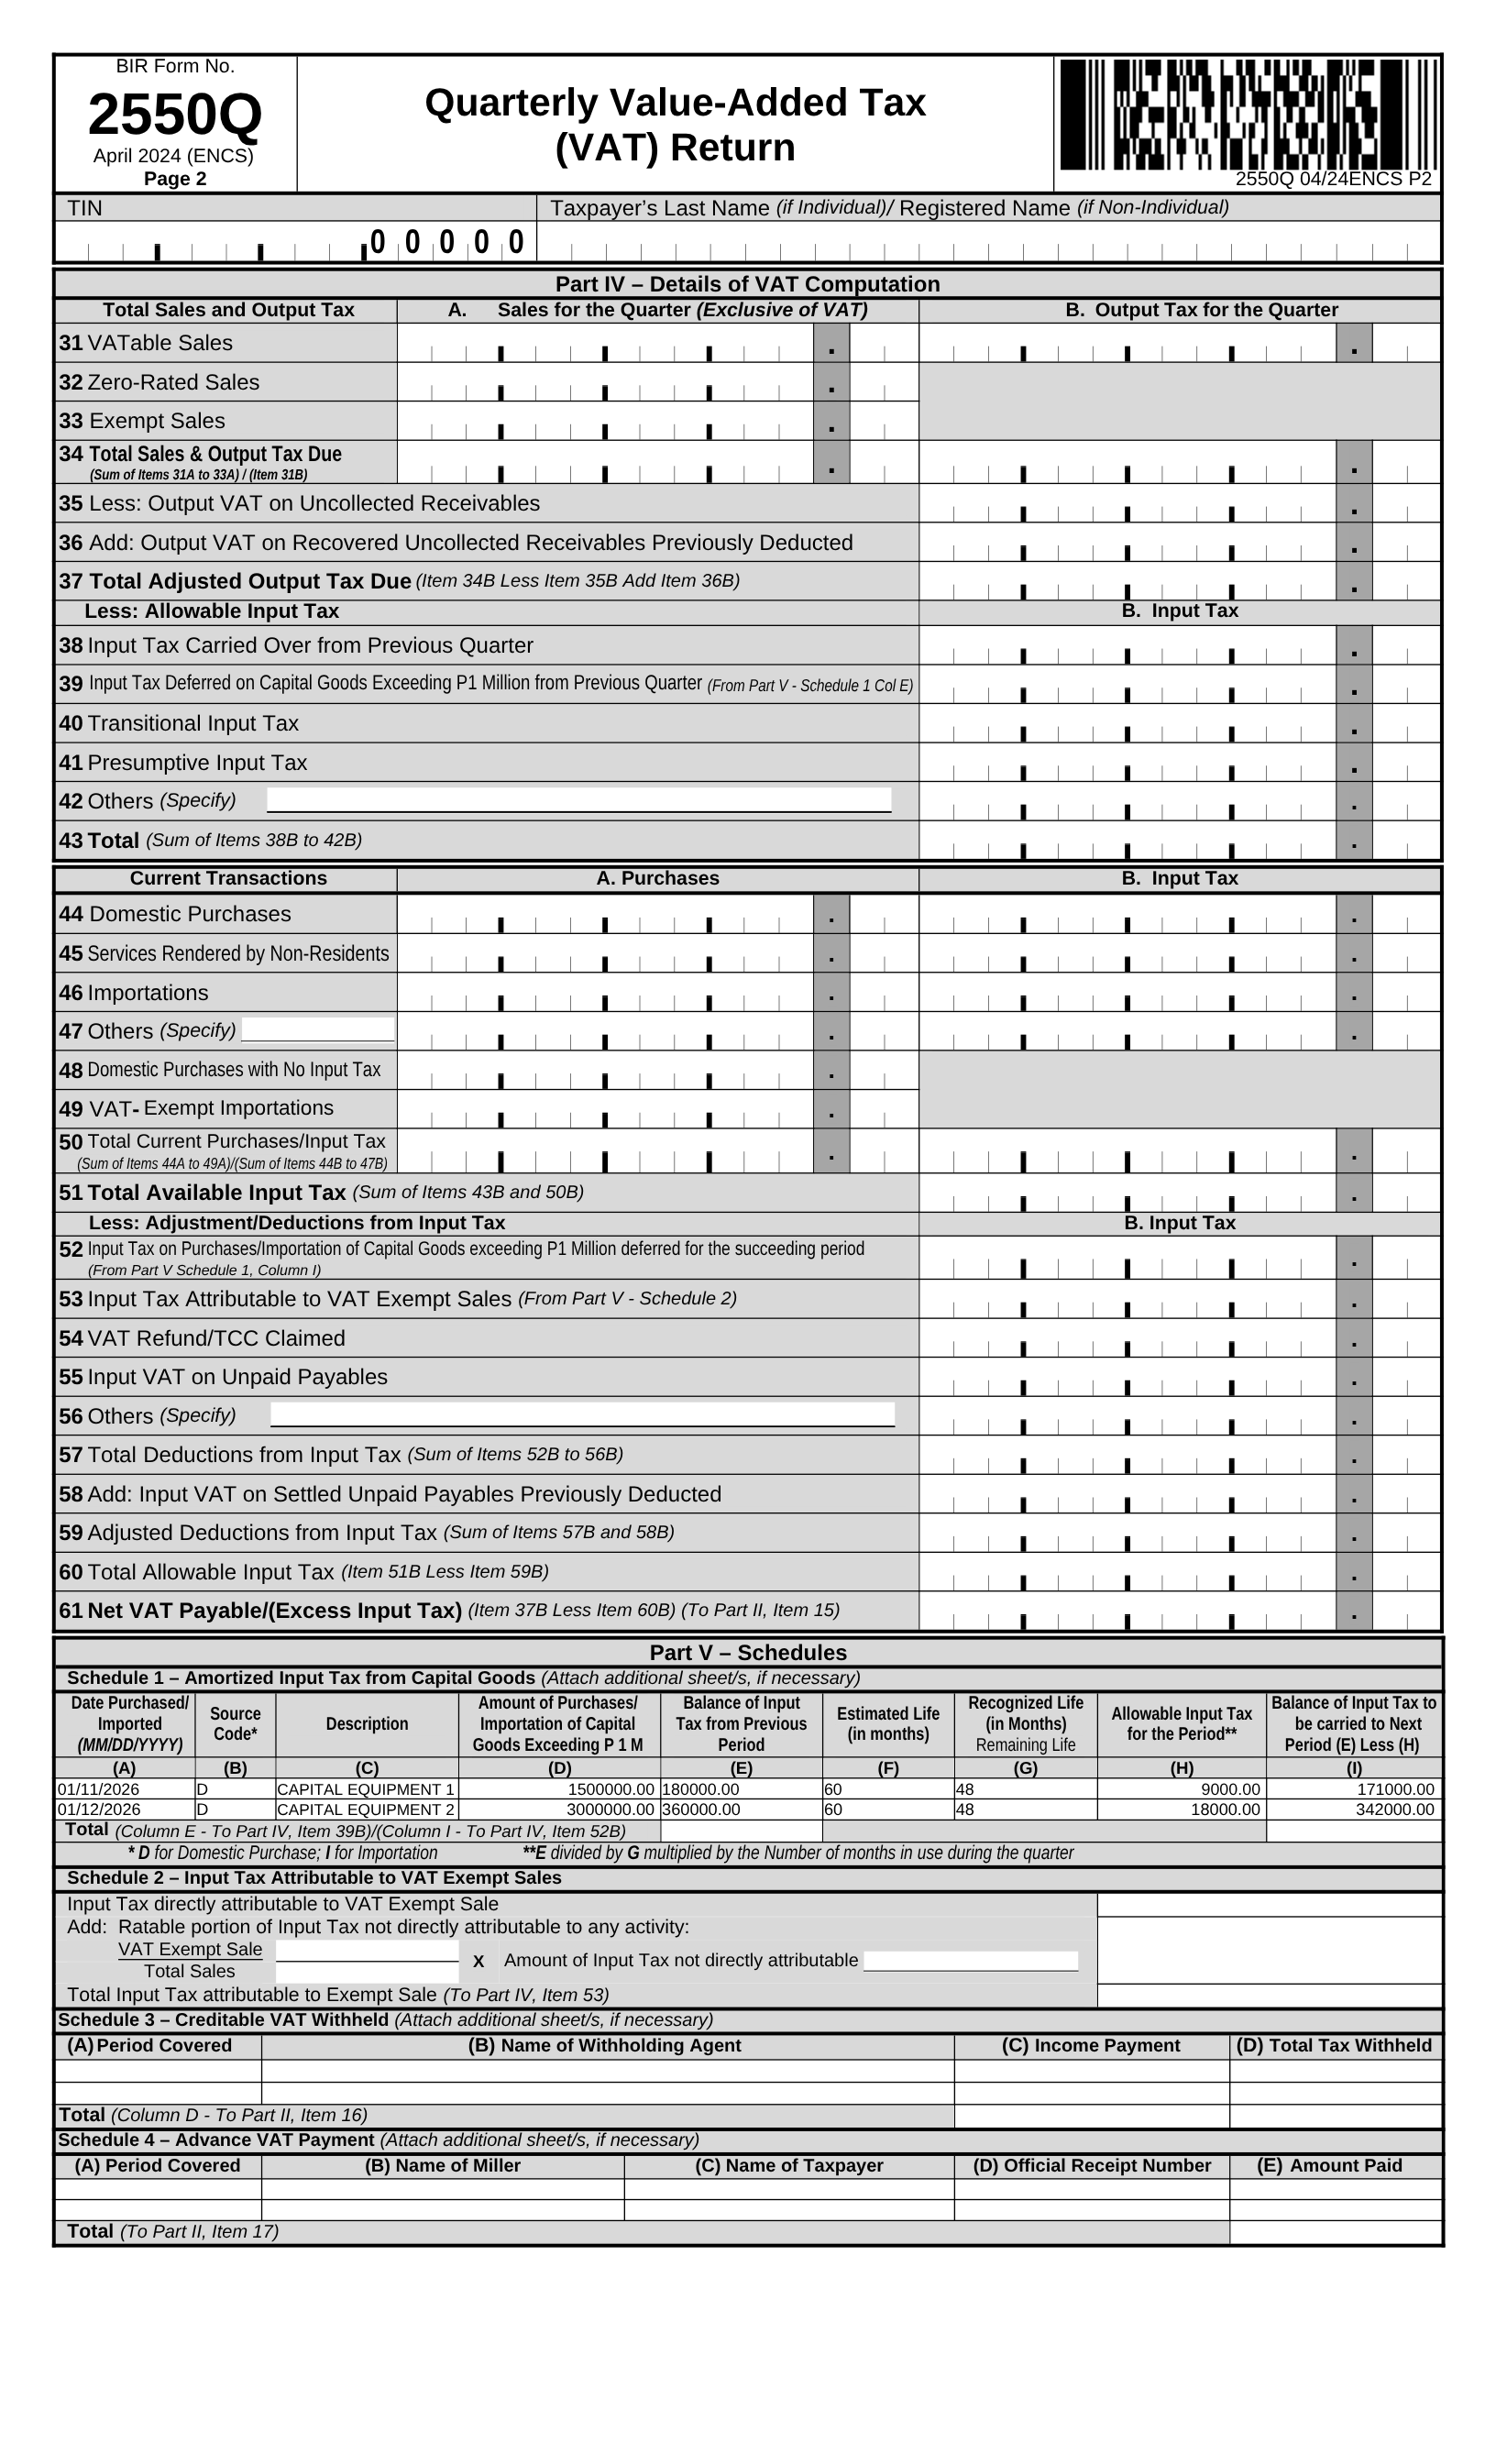 BIR Form No.
2550Q
April 2024 (ENCS)
Page 2
Quarterly Value-Added Tax
(VAT) Return
2550Q 04/24ENCS P2
TIN
Taxpayer’s Last Name (if Individual)/ Registered Name (if Non-Individual)
0 0 0 0 0
Part IV – Details of VAT Computation
Total Sales and Output Tax A. Sales for the Quarter (Exclusive of VAT) B. Output Tax for the Quarter
31 VATable Sales . .
32 Zero-Rated Sales .
33 Exempt Sales .
34 Total Sales & Output Tax Due . .
(Sum of Items 31A to 33A) / (Item 31B)
35 Less: Output VAT on Uncollected Receivables .
36 Add: Output VAT on Recovered Uncollected Receivables Previously Deducted .
37 Total Adjusted Output Tax Due (Item 34B Less Item 35B Add Item 36B) .
Less: Allowable Input Tax B. Input Tax
38 Input Tax Carried Over from Previous Quarter .
39 Input Tax Deferred on Capital Goods Exceeding P1 Million from Previous Quarter (From Part V - Schedule 1 Col E) .
40 Transitional Input Tax .
41 Presumptive Input Tax .
42 Others (Specify) .
43 Total (Sum of Items 38B to 42B) .
Current Transactions A. Purchases B. Input Tax
44 Domestic Purchases . .
45 Services Rendered by Non-Residents . .
46 Importations . .
47 Others (Specify) . .
48 Domestic Purchases with No Input Tax .
49 VAT- Exempt Importations .
50 Total Current Purchases/Input Tax . .
(Sum of Items 44A to 49A)/(Sum of Items 44B to 47B)
51 Total Available Input Tax (Sum of Items 43B and 50B) .
Less: Adjustment/Deductions from Input Tax B. Input Tax
52 Input Tax on Purchases/Importation of Capital Goods exceeding P1 Million deferred for the succeeding period .
(From Part V Schedule 1, Column I)
53 Input Tax Attributable to VAT Exempt Sales (From Part V - Schedule 2) .
54 VAT Refund/TCC Claimed .
55 Input VAT on Unpaid Payables .
56 Others (Specify) .
57 Total Deductions from Input Tax (Sum of Items 52B to 56B) .
58 Add: Input VAT on Settled Unpaid Payables Previously Deducted .
59 Adjusted Deductions from Input Tax (Sum of Items 57B and 58B) .
60 Total Allowable Input Tax (Item 51B Less Item 59B) .
61 Net VAT Payable/(Excess Input Tax) (Item 37B Less Item 60B) (To Part II, Item 15) .
Part V – Schedules
Schedule 1 – Amortized Input Tax from Capital Goods (Attach additional sheet/s, if necessary)
Date Purchased/
Imported
(MM/DD/YYYY)
Source
Code*
Description
Amount of Purchases/
Importation of Capital
Goods Exceeding P 1 M
Balance of Input
Tax from Previous
Period
Estimated Life
(in months)
Recognized Life
(in Months)
Remaining Life
Allowable Input Tax
for the Period**
Balance of Input Tax to
be carried to Next
Period (E) Less (H)
(A) (B) (C) (D) (E) (F) (G) (H) (I)
01/11/2026 D CAPITAL EQUIPMENT 1 1500000.00 180000.00 60 48 9000.00 171000.00
01/12/2026 D CAPITAL EQUIPMENT 2 3000000.00 360000.00 60 48 18000.00 342000.00
Total (Column E - To Part IV, Item 39B)/(Column I - To Part IV, Item 52B)
* D for Domestic Purchase; I for Importation **E divided by G multiplied by the Number of months in use during the quarter
Schedule 2 – Input Tax Attributable to VAT Exempt Sales
Input Tax directly attributable to VAT Exempt Sale
Add: Ratable portion of Input Tax not directly attributable to any activity:
VAT Exempt Sale
X Amount of Input Tax not directly attributable
Total Sales
Total Input Tax attributable to Exempt Sale (To Part IV, Item 53)
Schedule 3 – Creditable VAT Withheld (Attach additional sheet/s, if necessary)
(A) Period Covered (B) Name of Withholding Agent (C) Income Payment (D) Total Tax Withheld
Total (Column D - To Part II, Item 16)
Schedule 4 – Advance VAT Payment (Attach additional sheet/s, if necessary)
(A) Period Covered (B) Name of Miller (C) Name of Taxpayer (D) Official Receipt Number (E) Amount Paid
Total (To Part II, Item 17)